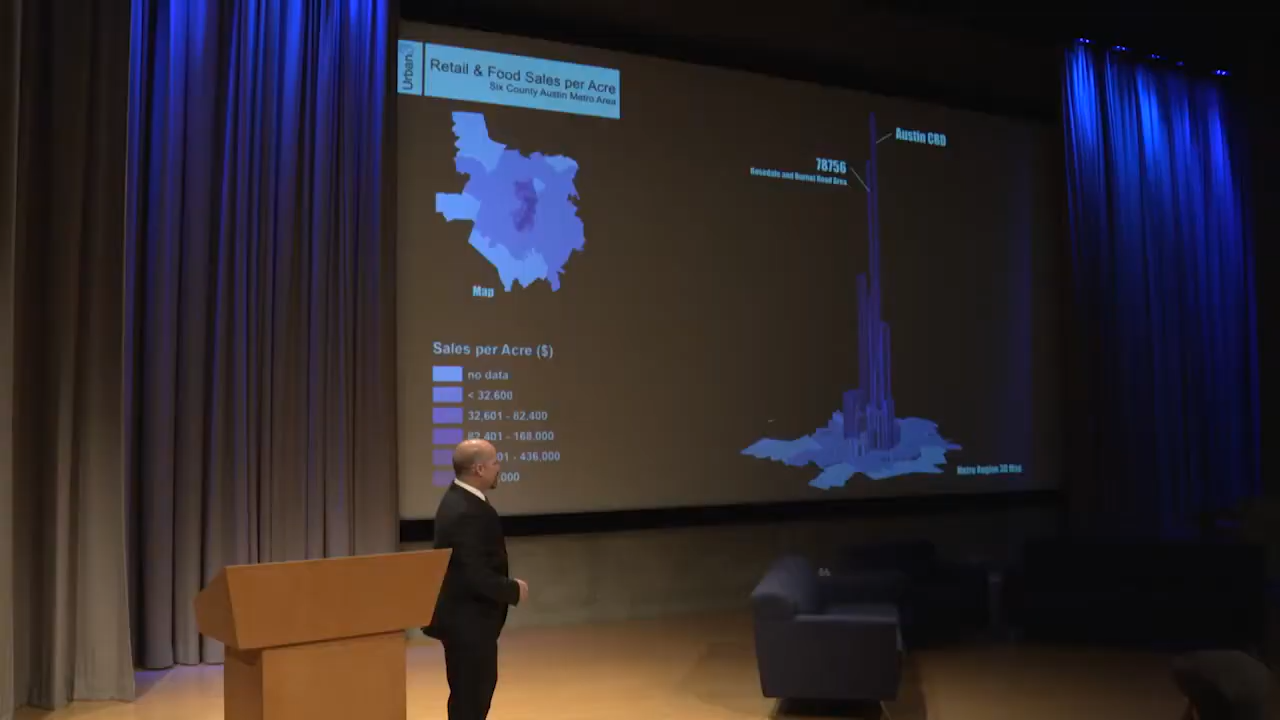 Urban3
Retail & Food Sales per Acre
Six County Austin Metro Area
Austin CBD
78756
Rosedale and Burnet Road Area
Map
Sales per Acre ($)
no data
< 32,600
32,601 - 82,400
82,401 - 168,000
01 - 436,000
000
Metro Region 3D Map